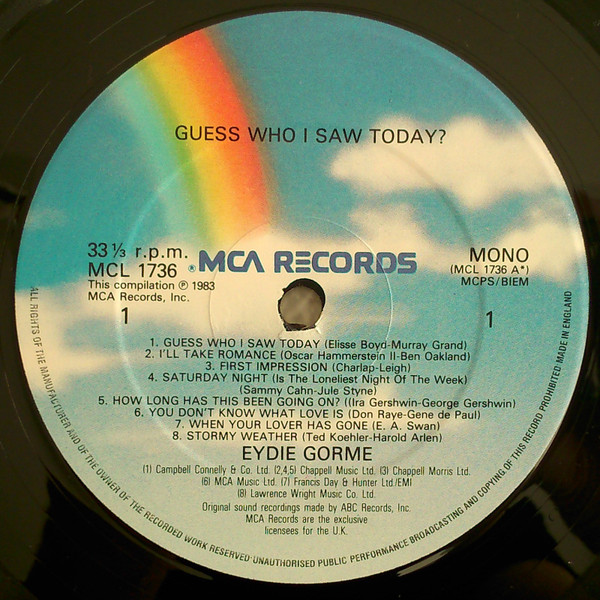 GUESS WHO I SAW TODAY?
33⅓ r.p.m.
MCL 1736
This compilation ℗ 1983
MCA Records, Inc.
1
®MCA RECORDS
MONO
(MCL 1736 A*)
MCPS/BIEM
1
1. GUESS WHO I SAW TODAY (Elisse Boyd-Murray Grand)
2. I'LL TAKE ROMANCE (Oscar Hammerstein II-Ben Oakland)
3. FIRST IMPRESSION (Charlap-Leigh)
4. SATURDAY NIGHT (Is The Loneliest Night Of The Week)
(Sammy Cahn-Jule Styne)
5. HOW LONG HAS THIS BEEN GOING ON? ((Ira Gershwin-George Gershwin)
6. YOU DON'T KNOW WHAT LOVE IS (Don Raye-Gene de Paul)
7. WHEN YOUR LOVER HAS GONE (E. A. Swan)
8. STORMY WEATHER (Ted Koehler-Harold Arlen)
EYDIE GORME
(1) Campbell Connelly & Co. Ltd. (2,4,5) Chappell Music Ltd. (3) Chappell Morris Ltd.
(6) MCA Music Ltd. (7) Francis Day & Hunter Ltd/EMI
(8) Lawrence Wright Music Co. Ltd.
Original sound recordings made by ABC Records, Inc.
MCA Records are the exclusive
licensees for the U.K.
ALL RIGHTS OF THE MANUFACTURER AND OF THE OWNER OF THE RECORDED WORK RESERVED UNAUTHORISED PUBLIC PERFORMANCE BROADCASTING AND COPYING OF THIS RECORD PROHIBITED MADE IN ENGLAND